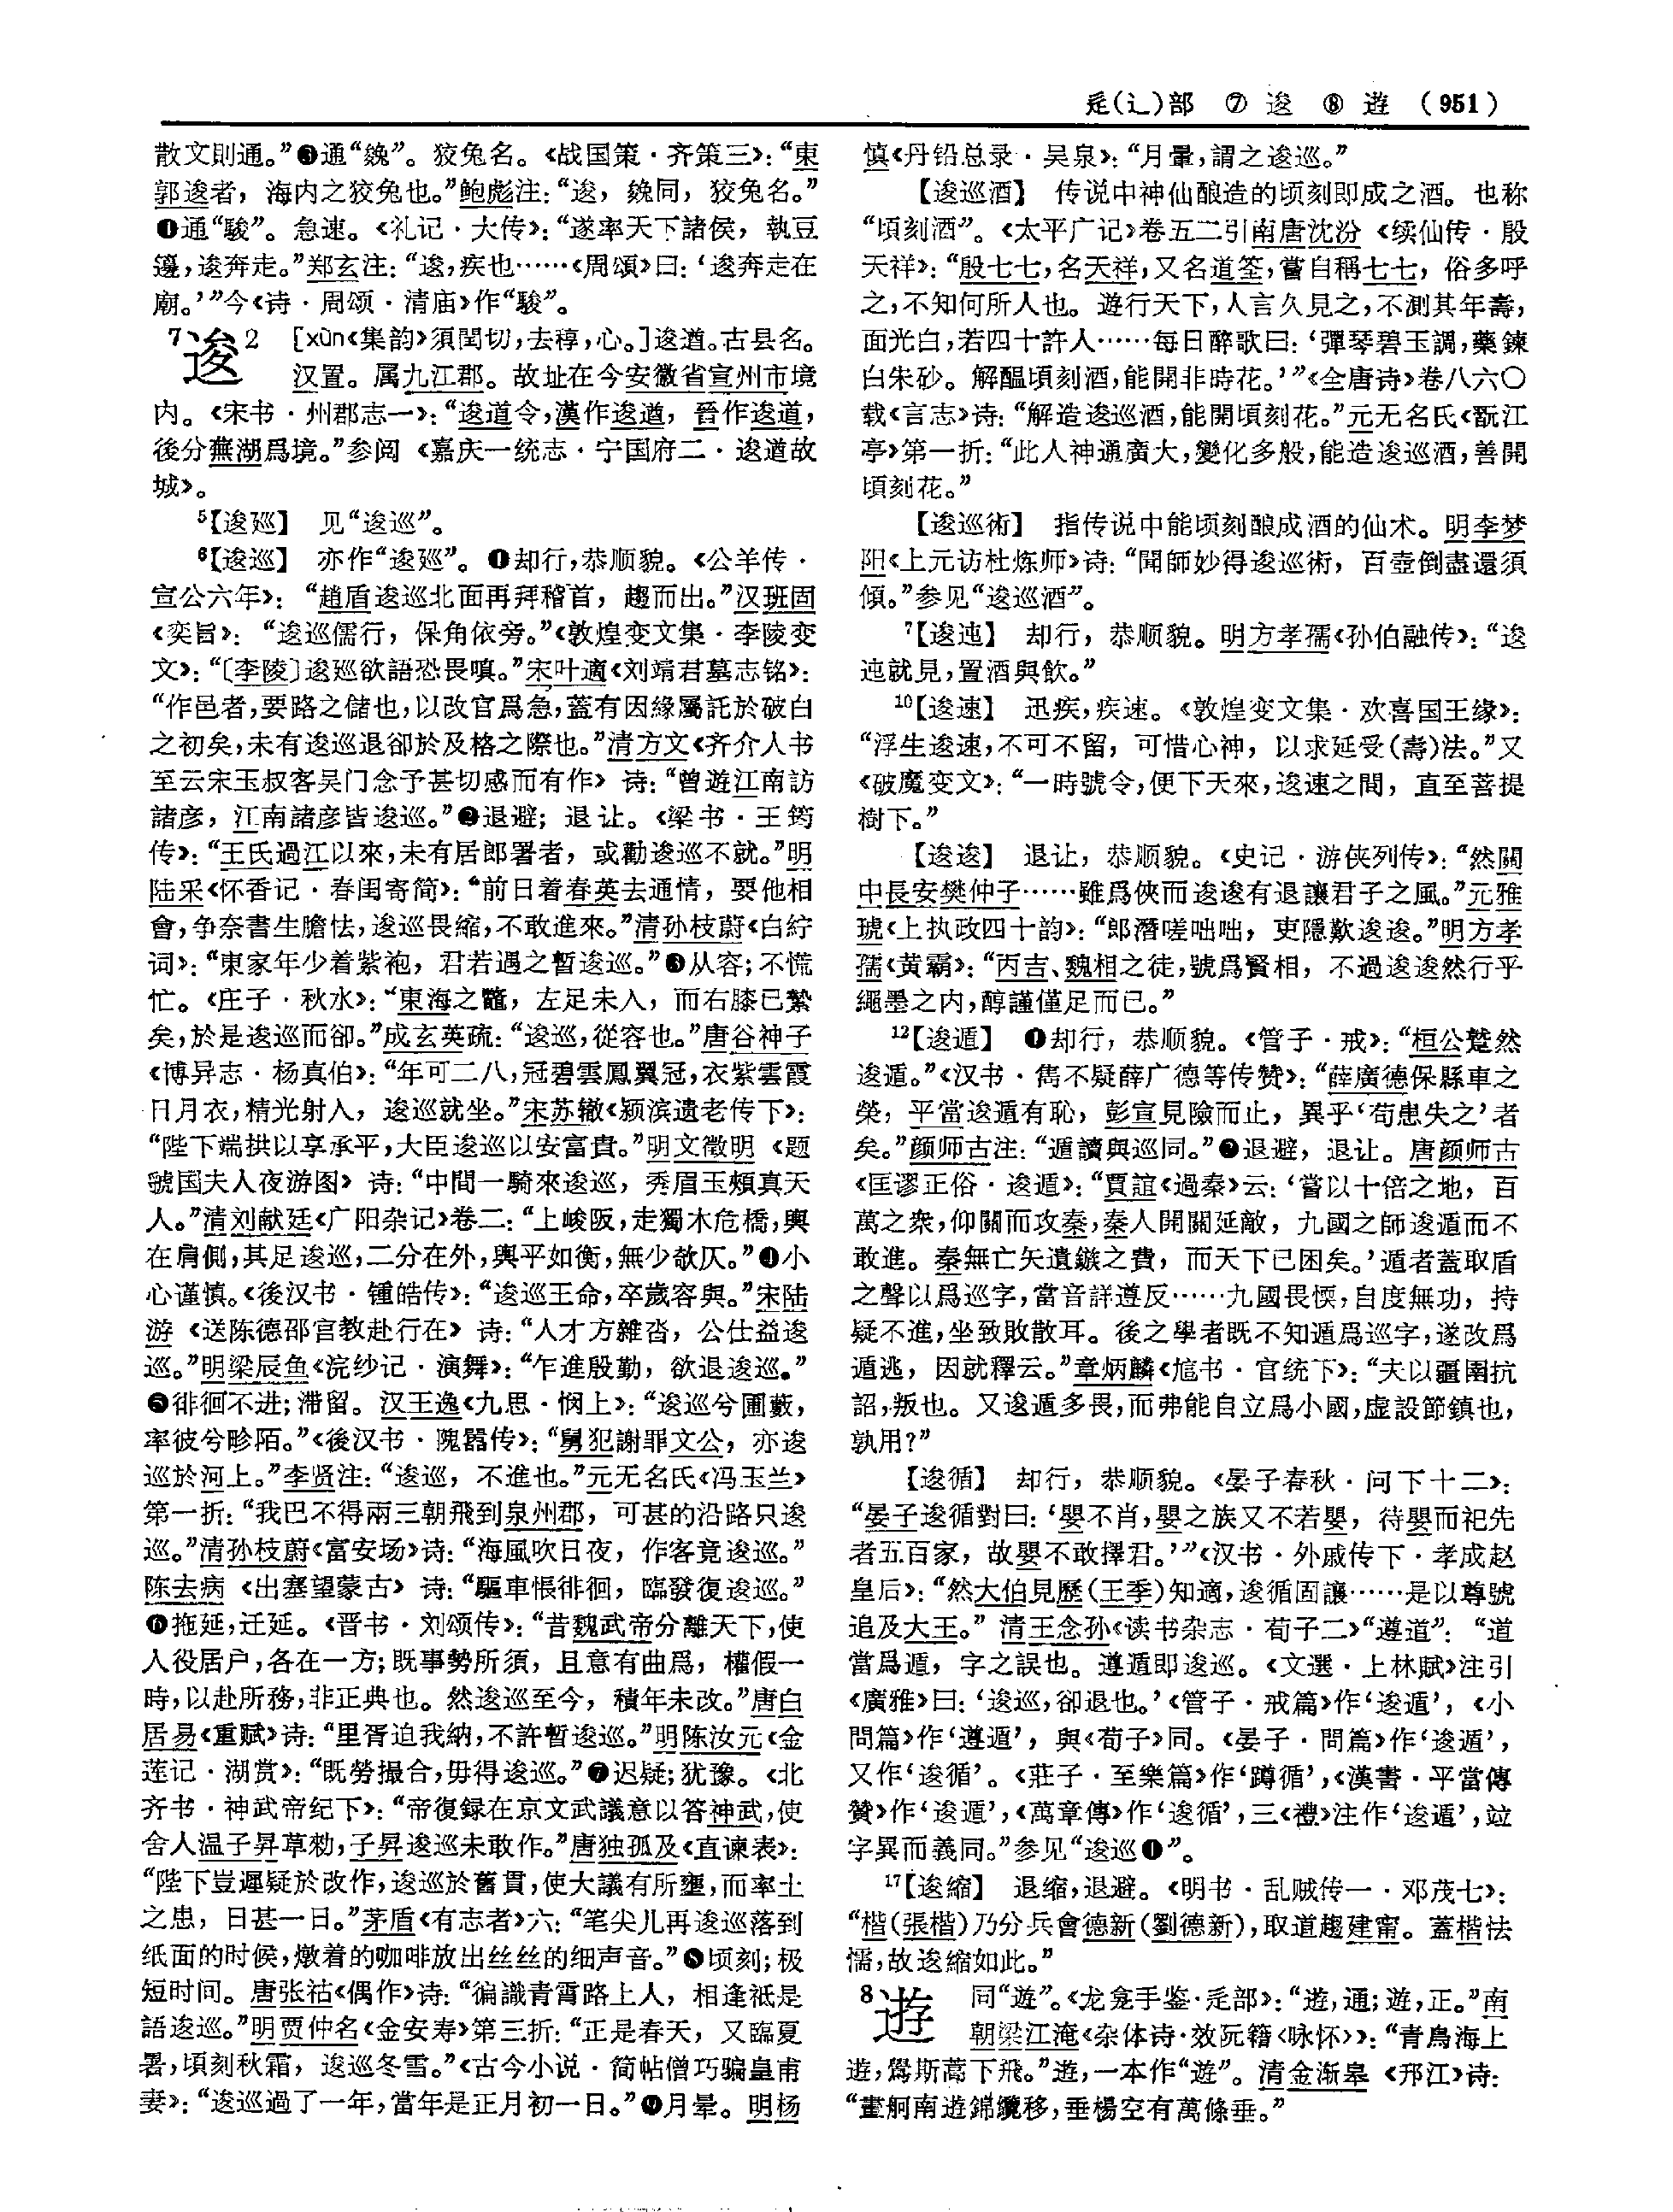 辵(辶)部 ⑦ 逡 ⑧ 遊 (951)
散文則通。”❸通“䨲”。狡兔名。《战国策·齐策三》：“東
郭逡者，海内之狡兔也。”鲍彪注：“逡，㕙同，狡兔名。”
❹通“駿”。急速。《礼记·大传》：“遂率天下諸侯，執豆
籩，逡奔走。”郑玄注：“逡，疾也……《周頌》曰：‘逡奔走在
廟。’”今《诗·周颂·清庙》作“駿”。
7逡2 [xùn《集韵》須閏切，去稕，心。]逡遒。古县名。
汉置。属九江郡。故址在今安徽省宣州市境
内。《宋书·州郡志一》：“逡道令，漢作逡遒，晉作逡道，
後分蕪湖爲境。”参阅《嘉庆一统志·宁国府二·逡遒故
城》。
5【逡廵】 见“逡巡”。
6【逡巡】 亦作“逡廵”。❶却行，恭顺貌。《公羊传·
宣公六年》：“趙盾逡巡北面再拜稽首，趨而出。”汉班固
《奕旨》：“逡巡儒行，保角依旁。”《敦煌变文集·李陵变
文》：“〔李陵〕逡廵欲語恐畏嗔。”宋叶適《刘靖君墓志铭》：
“作邑者，要路之儲也，以改官爲急，蓋有因緣屬託於破白
之初矣，未有逡巡退卻於及格之際也。”清方文《齐介人书
至云宋玉叔客吴门念予甚切感而有作》诗：“曾遊江南訪
諸彦，江南諸彦皆逡巡。”❷退避；退让。《梁书·王筠
传》：“王氏過江以來，未有居郎署者，或勸逡巡不就。”明
陆采《怀香记·春闺寄简》：“前日着春英去通情，要他相
會，争奈書生膽怯，逡巡畏縮，不敢進來。”清孙枝蔚《白紵
词》：“東家年少着紫袍，君若遇之暫逡巡。”❸从容；不慌
忙。《庄子·秋水》：“東海之鼈，左足未入，而右膝已縶
矣，於是逡巡而卻。”成玄英疏：“逡巡，從容也。”唐谷神子
《博异志·杨真伯》：“年可二八，冠碧雲鳳翼冠，衣紫雲霞
日月衣，精光射人，逡巡就坐。”宋苏辙《颍滨遗老传下》：
“陛下端拱以享承平，大臣逡巡以安富貴。”明文徵明《题
虢国夫人夜游图》诗：“中間一騎來逡巡，秀眉玉頰真天
人。”清刘献廷《广阳杂记》卷二：“上峻阪，走獨木危橋，輿
在肩側，其足逡巡，二分在外，輿平如衡，無少欹仄。”❹小
心谨慎。《後汉书·锺皓传》：“逡巡王命，卒歲容與。”宋陆
游《送陈德邵宫教赴行在》诗：“人才方雜沓，公仕益逡
巡。”明梁辰鱼《浣纱记·演舞》：“乍進殷勤，欲退逡巡。”
❺徘徊不进；滞留。汉王逸《九思·悯上》：“逡巡兮圃藪，
率彼兮畛陌。”《後汉书·隗嚣传》：“舅犯謝罪文公，亦逡
巡於河上。”李贤注：“逡巡，不進也。”元无名氏《冯玉兰》
第一折：“我巴不得兩三朝飛到泉州郡，可甚的沿路只逡
巡。”清孙枝蔚《富安场》诗：“海風吹日夜，作客竟逡巡。”
陈去病《出塞望蒙古》诗：“驅車悵徘徊，臨發復逡巡。”
❻拖延，迁延。《晋书·刘颂传》：“昔魏武帝分離天下，使
人役居户，各在一方；既事勢所須，且意有曲爲，權假一
時，以赴所務，非正典也。然逡巡至今，積年未改。”唐白
居易《重赋》诗：“里胥迫我納，不許暫逡巡。”明陈汝元《金
莲记·湖赏》：“既勞撮合，毋得逡巡。”❼迟疑；犹豫。《北
齐书·神武帝纪下》：“帝復録在京文武議意以答神武，使
舍人温子昇草勑，子昇逡巡未敢作。”唐独孤及《直谏表》：
“陛下豈遲疑於改作，逡巡於舊貫，使大議有所壅，而率土
之患，日甚一日。”茅盾《有志者》六：“笔尖儿再逡巡落到
纸面的时候，燉着的咖啡放出丝丝的细声音。”❽顷刻；极
短时间。唐张祜《偶作》诗：“徧識青霄路上人，相逢祇是
語逡巡。”明贾仲名《金安寿》第三折：“正是春天，又臨夏
暑，頃刻秋霜，逡巡冬雪。”《古今小说·简帖僧巧骗皇甫
妻》：“逡巡過了一年，當年是正月初一日。”❾月晕。明杨
慎《丹铅总录·吴泉》：“月暈，謂之逡巡。”
【逡巡酒】 传说中神仙酿造的顷刻即成之酒。也称
“頃刻酒”。《太平广记》卷五二引南唐沈汾《续仙传·殷
天祥》：“殷七七，名天祥，又名道筌，嘗自稱七七，俗多呼
之，不知何所人也。遊行天下，人言久見之，不測其年壽，
面光白，若四十許人……每日醉歌曰：‘彈琴碧玉調，藥鍊
白朱砂。解醖頃刻酒，能開非時花。’”《全唐诗》卷八六〇
载《言志》诗：“解造逡巡酒，能開頃刻花。”元无名氏《翫江
亭》第一折：“此人神通廣大，變化多般，能造逡巡酒，善開
頃刻花。”
【逡巡術】 指传说中能顷刻酿成酒的仙术。明李梦
阳《上元访杜炼师》诗：“聞師妙得逡巡術，百壺倒盡還須
傾。”参见“逡巡酒”。
7【逡迍】 却行，恭顺貌。明方孝孺《孙伯融传》：“逡
迍就見，置酒與飲。”
10【逡速】 迅疾，疾速。《敦煌变文集·欢喜国王缘》：
“浮生逡速，不可不留，可惜心神，以求延受(壽)法。”又
《破魔变文》：“一時號令，便下天來，逡速之間，直至菩提
樹下。”
【逡逡】 退让，恭顺貌。《史记·游侠列传》：“然關
中長安樊仲子……雖爲俠而逡逡有退讓君子之風。”元雅
琥《上执政四十韵》：“郎潛嗟咄咄，吏隱歎逡逡。”明方孝
孺《黄霸》：“丙吉、魏相之徒，號爲賢相，不過逡逡然行乎
繩墨之内，醇謹僅足而已。”
12【逡遁】 ❶却行，恭顺貌。《管子·戒》：“桓公蹵然
逡遁。”《汉书·雋不疑薛广德等传赞》：“薛廣德保縣車之
榮，平當逡遁有恥，彭宣見險而止，異乎‘苟患失之’者
矣。”颜师古注：“遁讀與巡同。”❷退避，退让。唐颜师古
《匡谬正俗·逡遁》：“賈誼《過秦》云：‘嘗以十倍之地，百
萬之衆，仰關而攻秦，秦人開關延敵，九國之師逡遁而不
敢進。秦無亡矢遺鏃之費，而天下已困矣。’遁者蓋取盾
之聲以爲巡字，當音詳遵反……九國畏愞，自度無功，持
疑不進，坐致敗散耳。後之學者既不知遁爲巡字，遂改爲
遁逃，因就釋云。”章炳麟《訄书·官统下》：“夫以疆圉抗
詔，叛也。又逡遁多畏，而弗能自立爲小國，虚設節鎮也，
孰用？”
【逡循】 却行，恭顺貌。《晏子春秋·问下十二》：
“晏子逡循對曰：‘嬰不肖，嬰之族又不若嬰，待嬰而祀先
者五百家，故嬰不敢擇君。’”《汉书·外戚传下·孝成赵
皇后》：“然大伯見歷(王季)知適，逡循固讓……是以尊號
追及大王。”清王念孙《读书杂志·荀子二》“遵道”：“道
當爲遁，字之誤也。遵遁即逡巡。《文選·上林賦》注引
《廣雅》曰：‘逡巡，卻退也。’《管子·戒篇》作‘逡遁’，《小
問篇》作‘遵遁’，與《荀子》同。《晏子·問篇》作‘逡遁’，
又作‘逡循’。《莊子·至樂篇》作‘蹲循’，《漢書·平當傳
贊》作‘逡遁’，《萬章傳》作‘逡循’，三《禮》注作‘逡遁’，竝
字異而義同。”参见“逡巡❶”。
17【逡縮】 退缩，退避。《明书·乱贼传一·邓茂七》：
“楷(張楷)乃分兵會德新(劉德新)，取道趨建甯。蓋楷怯
懦，故逡縮如此。”
8遊 同“遊”。《龙龛手鉴·辵部》：“遊，通；遊，正。”南
朝梁江淹《杂体诗·效阮籍〈咏怀〉》：“青鳥海上
遊，鸒斯蒿下飛。”遊，一本作“遊”。清金渐皋《邗江》诗：
“畫舸南遊錦纜移，垂楊空有萬條垂。”